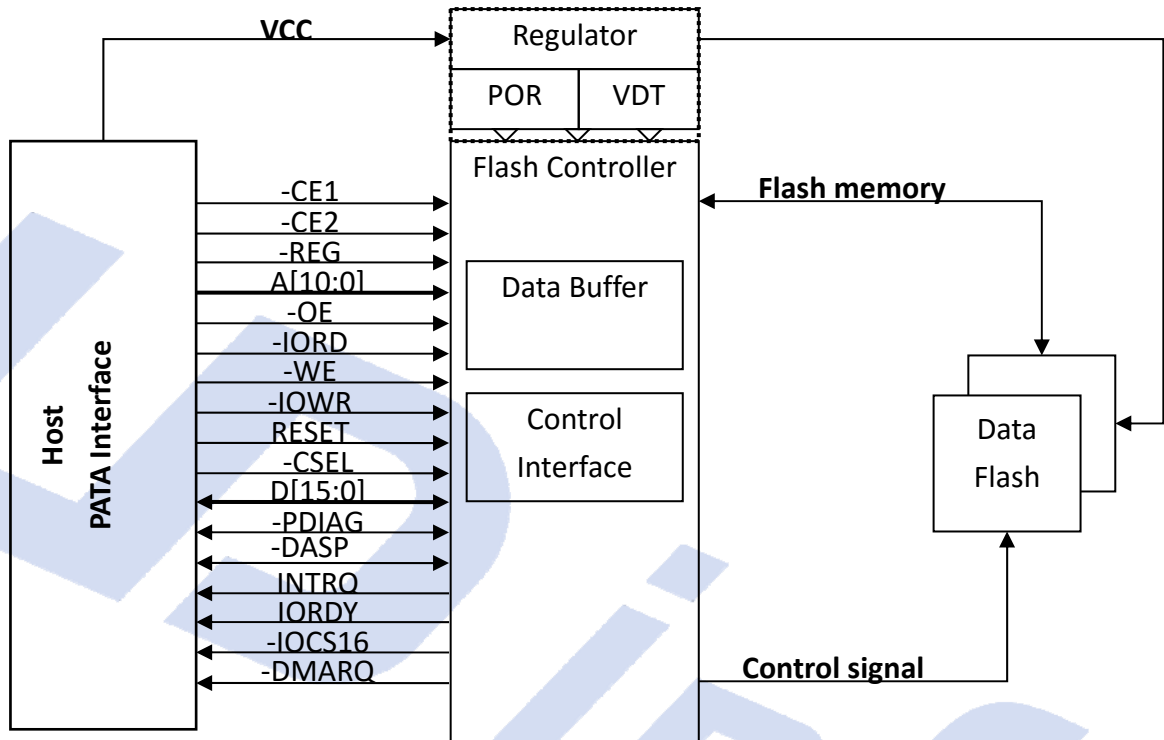 VCC
Regulator
POR
VDT
Flash Controller
Host
PATA Interface
-CE1
-CE2
-REG
A[10:0]
-OE
-IORD
-WE
-IOWR
RESET
-CSEL
D[15:0]
-PDIAG
-DASP
INTRQ
IORDY
-IOCS16
-DMARQ
Data Buffer
Control
Interface
Flash memory
Data
Flash
Control signal